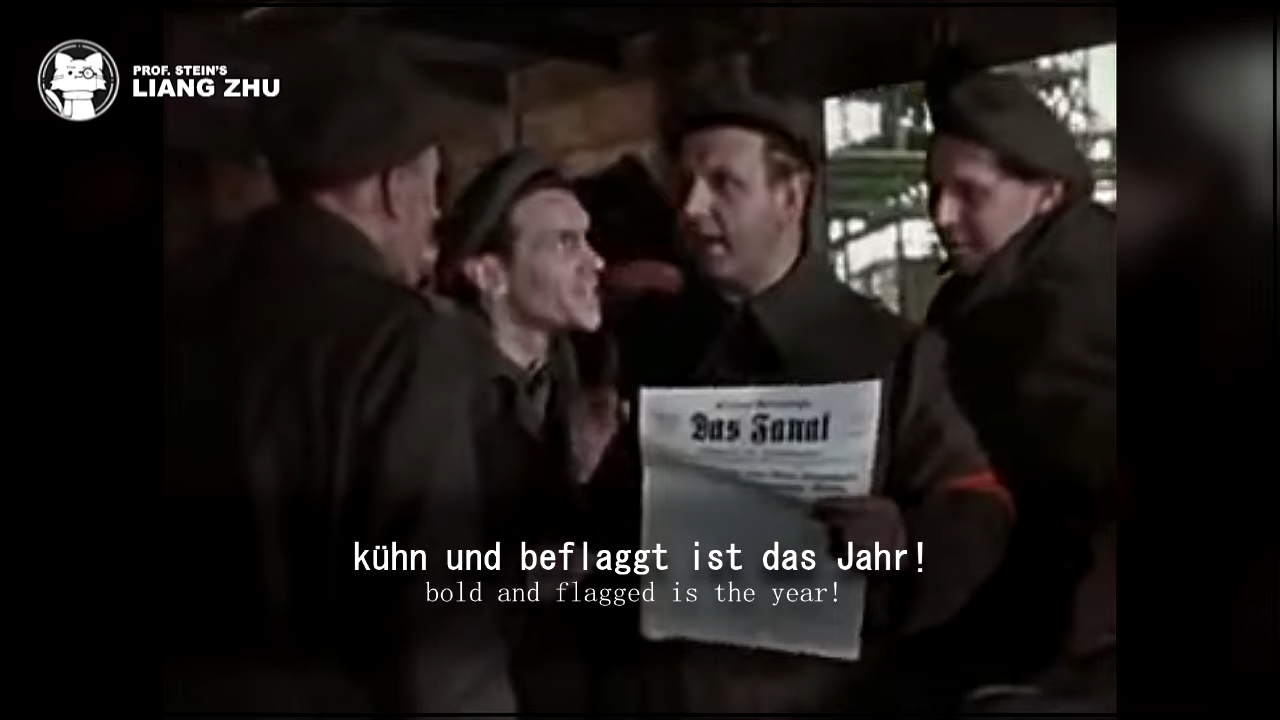 PROF. STEIN'S
LIANG ZHU
Das Fanal
kühn und beflaggt ist das Jahr!
bold and flagged is the year!